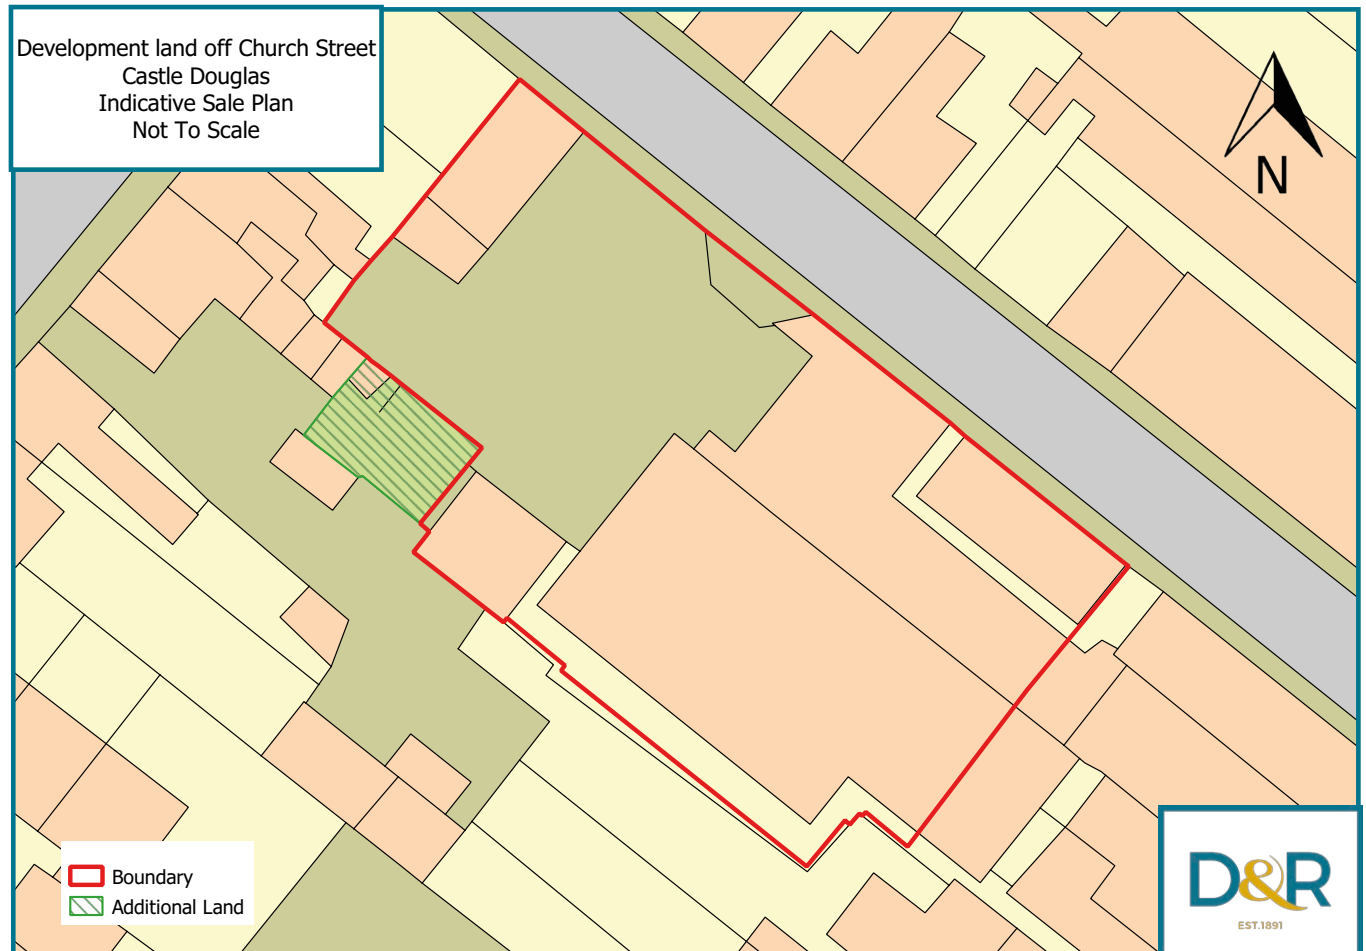 Development land off Church Street
Castle Douglas
Indicative Sale Plan
Not To Scale
N
Boundary
Additional Land
D&R
EST.1891